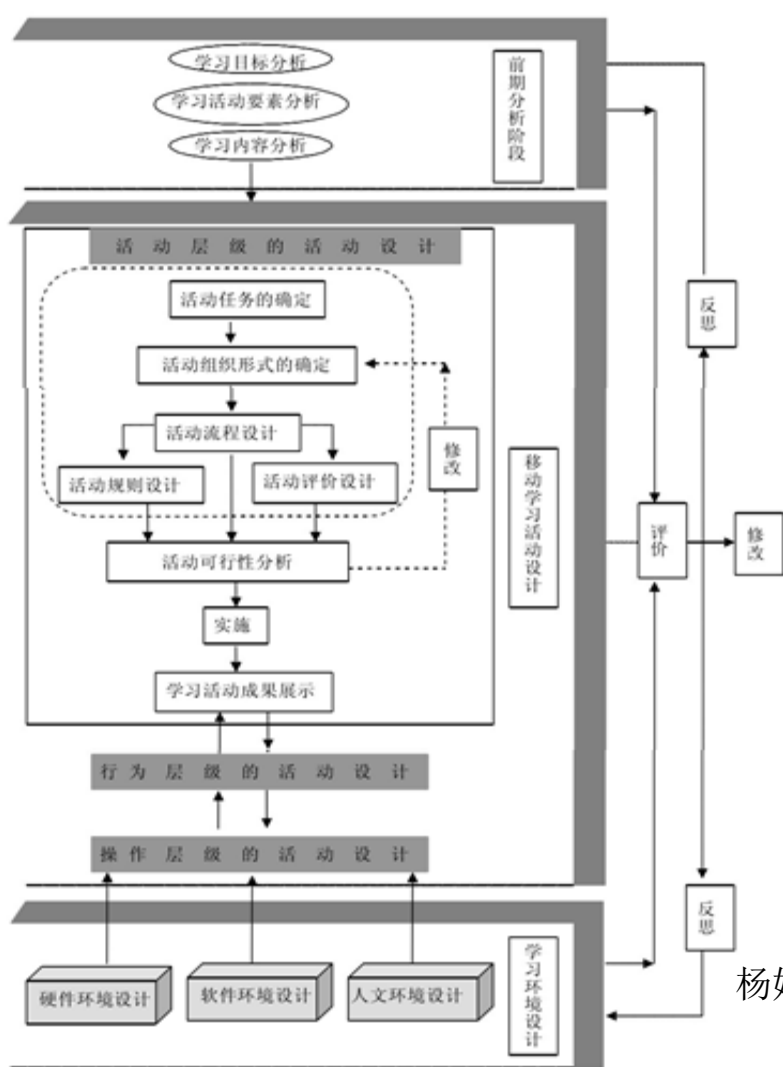 学习目标分析
学习活动要素分析
学习内容分析
前期分析阶段
活动层级的活动设计
活动任务的确定
活动组织形式的确定
活动流程设计
活动规则设计
活动评价设计
修改
活动可行性分析
实施
学习活动成果展示
行为层级的活动设计
操作层级的活动设计
移动学习活动设计
反思
评价
修改
反思
硬件环境设计
软件环境设计
人文环境设计
学习环境设计
杨